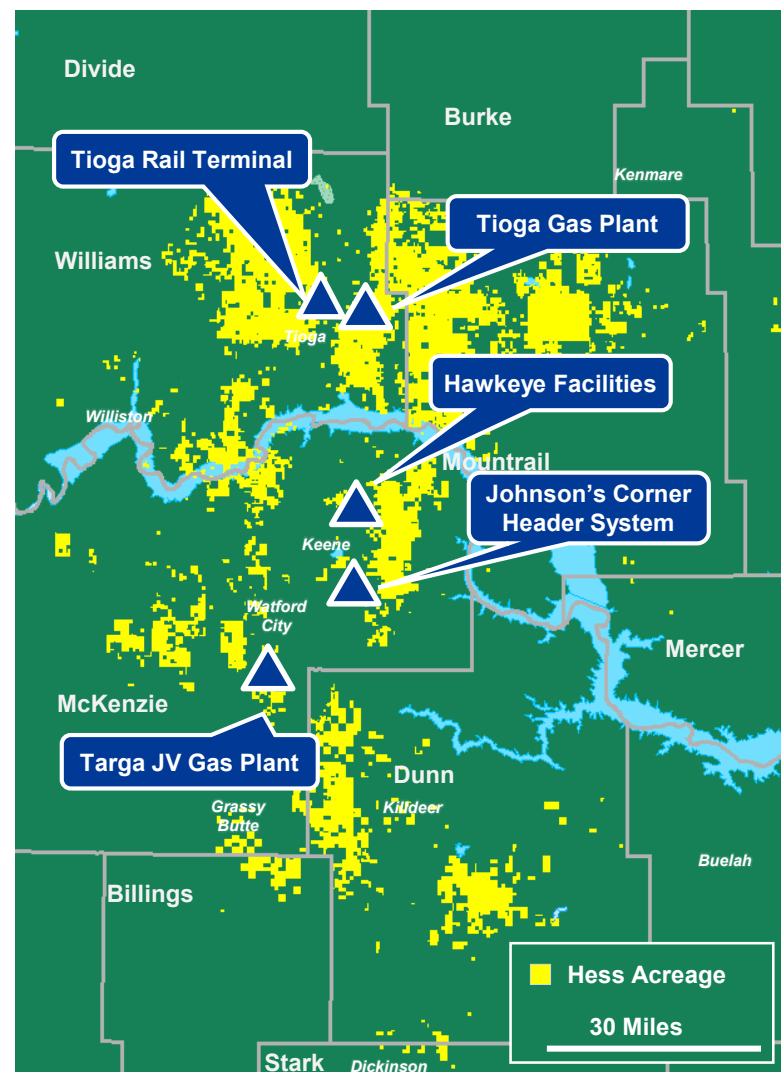 Divide
Burke
Tioga Rail Terminal
Kenmare
Tioga Gas Plant
Williams
Tioga
Hawkeye Facilities
Williston
Mountrail
Johnson's Corner
Header System
Keene
Watford
City
Mercer
McKenzie
Targa JV Gas Plant
Dunn
Grassy
Butte
Killdeer
Buelah
Billings
Hess Acreage
30 Miles
Stark
Dickinson